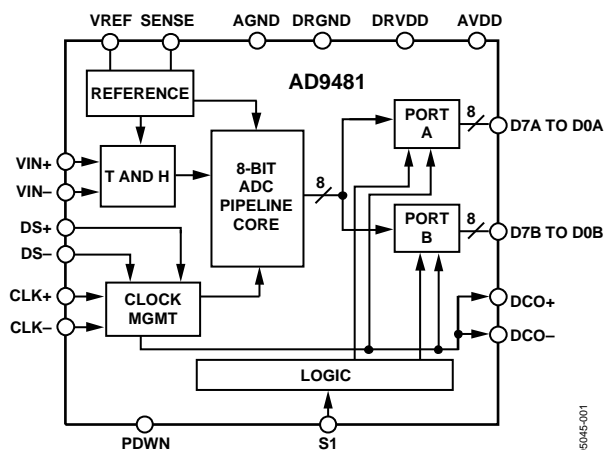 VREF SENSE AGND DRGND DRVDD AVDD
AD9481
REFERENCE
VIN+
VIN–
T AND H
8-BIT
ADC
PIPELINE
CORE
8
PORT
A
8
D7A TO D0A
PORT
B
8
D7B TO D0B
DS+
DS–
CLK+
CLK–
CLOCK
MGMT
DCO+
DCO–
LOGIC
PDWN
S1
05045-001